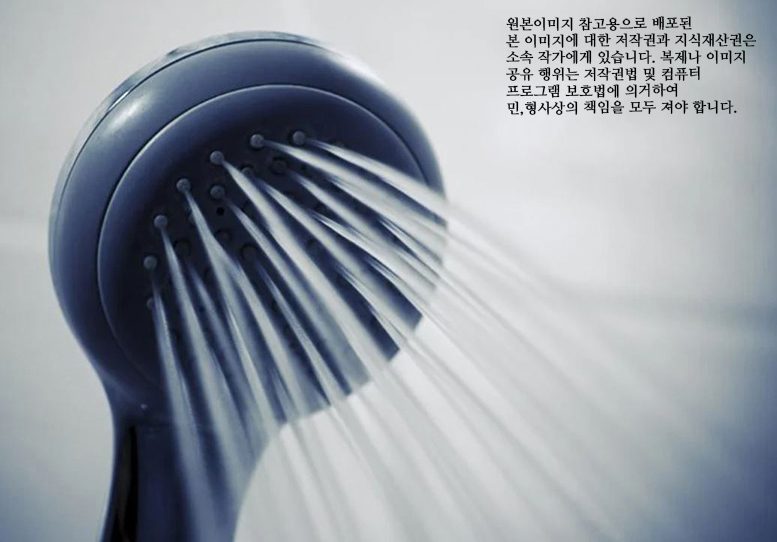 원본이미지 참고용으로 배포된
본 이미지에 대한 저작권과 지식재산권은
소속 작가에게 있습니다. 복제나 이미지
공유 행위는 저작권법 및 컴퓨터
프로그램 보호법에 의거하여
민,형사상의 책임을 모두 져야 합니다.